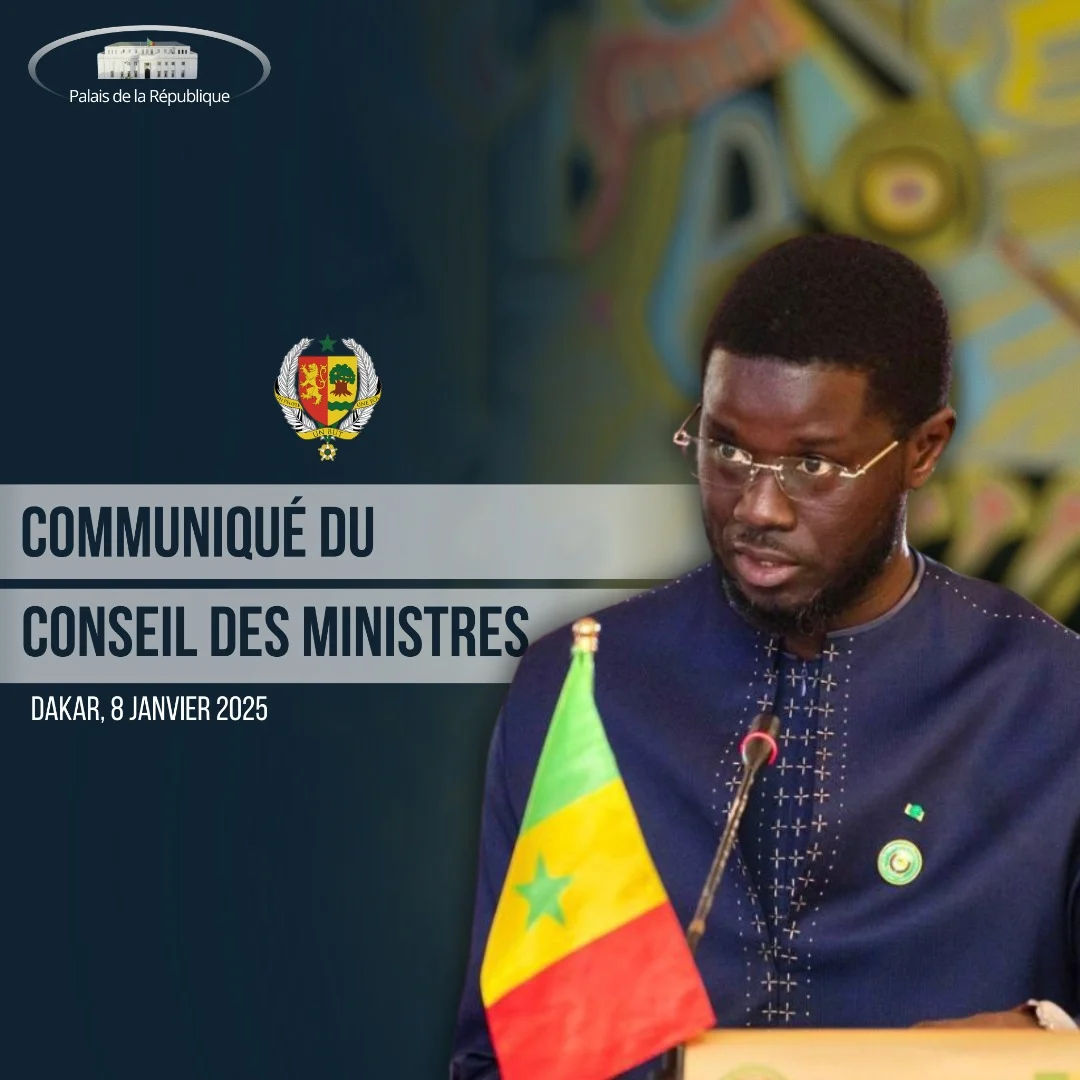 Palais de la République
COMMUNIQUÉ DU
CONSEIL DES MINISTRES
DAKAR, 8 JANVIER 2025